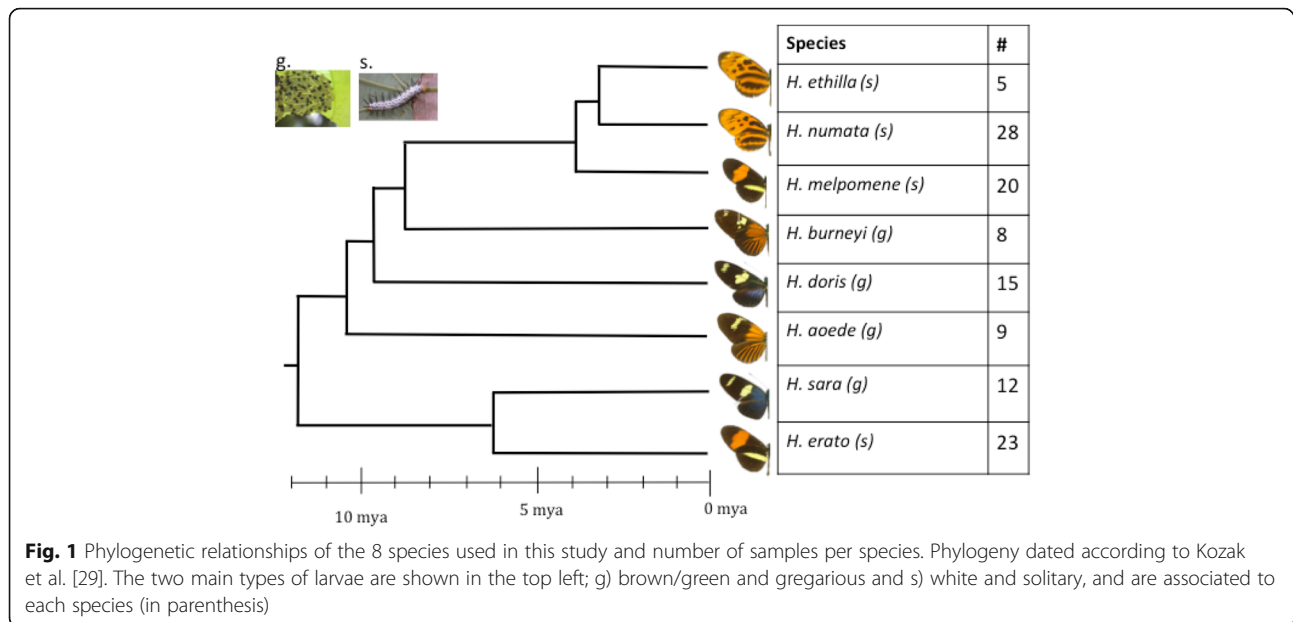 g.
s.
Species #
H. ethilla (s) 5
H. numata (s) 28
H. melpomene (s) 20
H. burneyi (g) 8
H. doris (g) 15
H. aoede (g) 9
H. sara (g) 12
H. erato (s) 23
10 mya 5 mya 0 mya
Fig. 1 Phylogenetic relationships of the 8 species used in this study and number of samples per species. Phylogeny dated according to Kozak
et al. [29]. The two main types of larvae are shown in the top left; g) brown/green and gregarious and s) white and solitary, and are associated to
each species (in parenthesis)